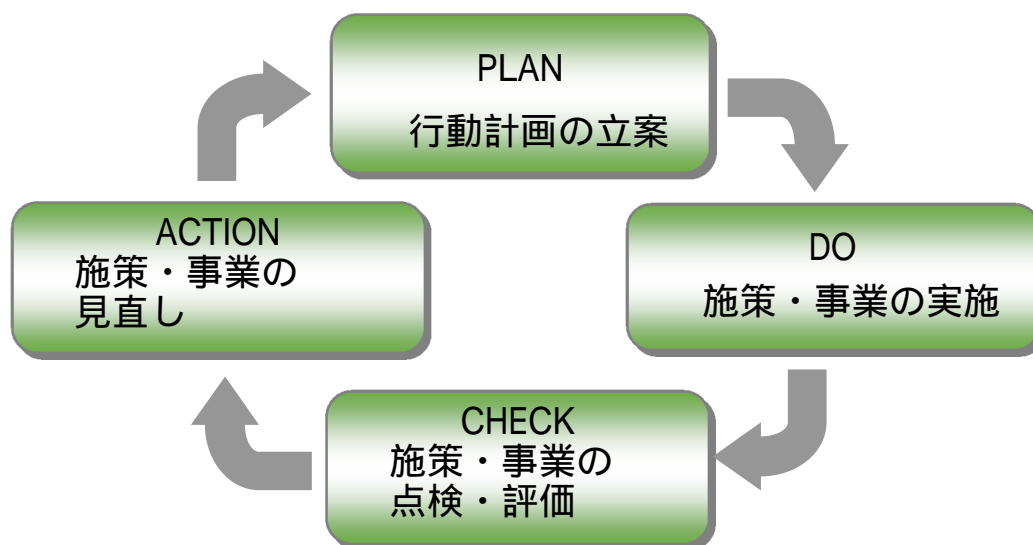 PLAN
行動計画の立案
DO
施策・事業の実施
CHECK
施策・事業の
点検・評価
ACTION
施策・事業の
見直し